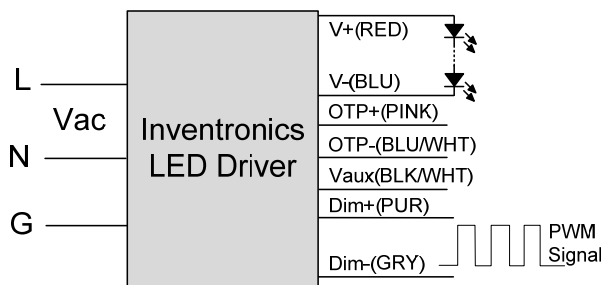 V+(RED)
L
V-(BLU)
Vac
OTP+(PINK)
Inventronics
LED Driver
OTP-(BLU/WHT)
N
Vaux(BLK/WHT)
Dim+(PUR)
G
PWM
Signal
Dim-(GRY)